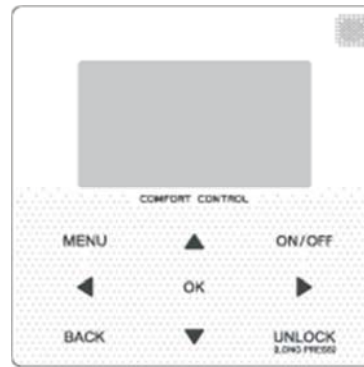 COMFORT CONTROL
MENU ON/OFF
OK
BACK UNLOCK
(LONG PRESS)